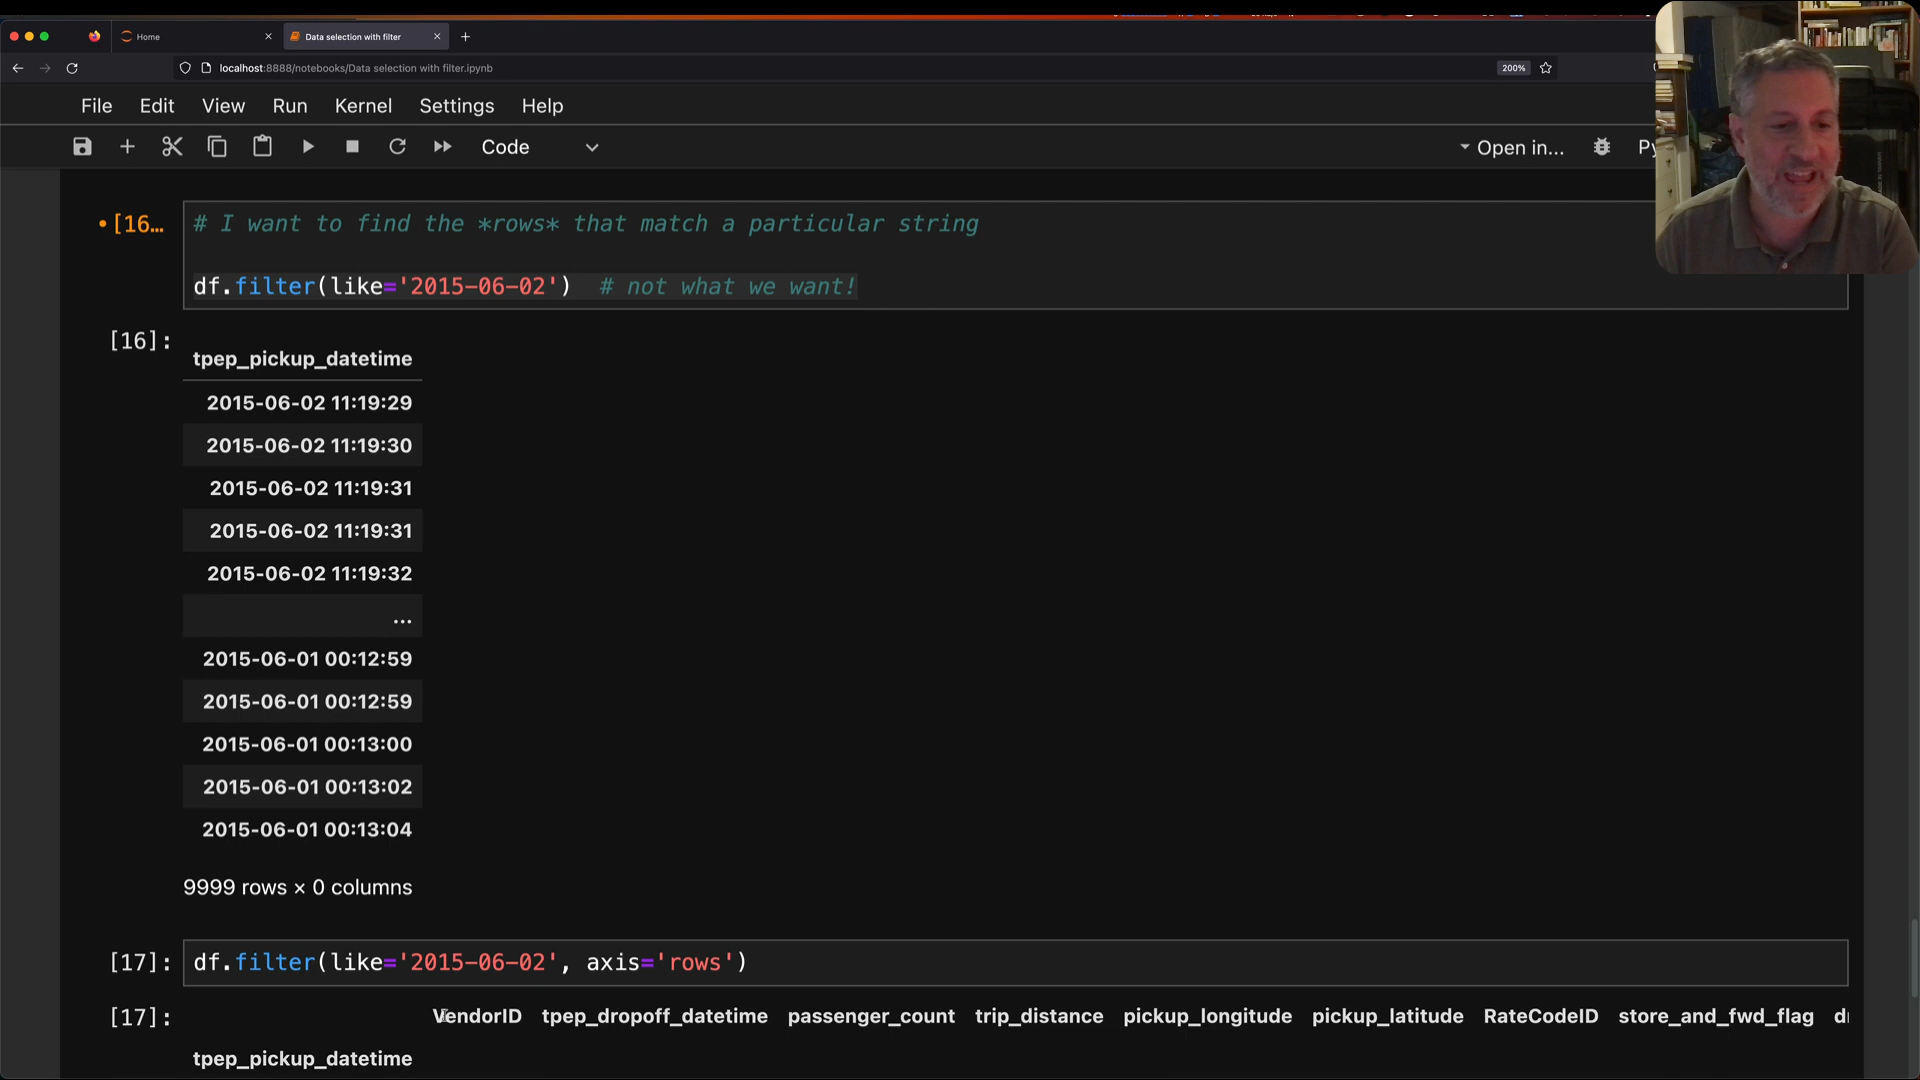 Home
Data selection with filter
localhost:8888/notebooks/Data selection with filter.ipynb
200%
File Edit View Run Kernel Settings Help
Code
Open in...
Py
[16...
# I want to find the *rows* that match a particular string
df.filter(like='2015-06-02')  # not what we want!
[16]:
tpep_pickup_datetime
2015-06-02 11:19:29
2015-06-02 11:19:30
2015-06-02 11:19:31
2015-06-02 11:19:31
2015-06-02 11:19:32
...
2015-06-01 00:12:59
2015-06-01 00:12:59
2015-06-01 00:13:00
2015-06-01 00:13:02
2015-06-01 00:13:04
9999 rows × 0 columns
[17]: df.filter(like='2015-06-02', axis='rows')
[17]: VendorID tpep_dropoff_datetime passenger_count trip_distance pickup_longitude pickup_latitude RateCodeID store_and_fwd_flag
tpep_pickup_datetime